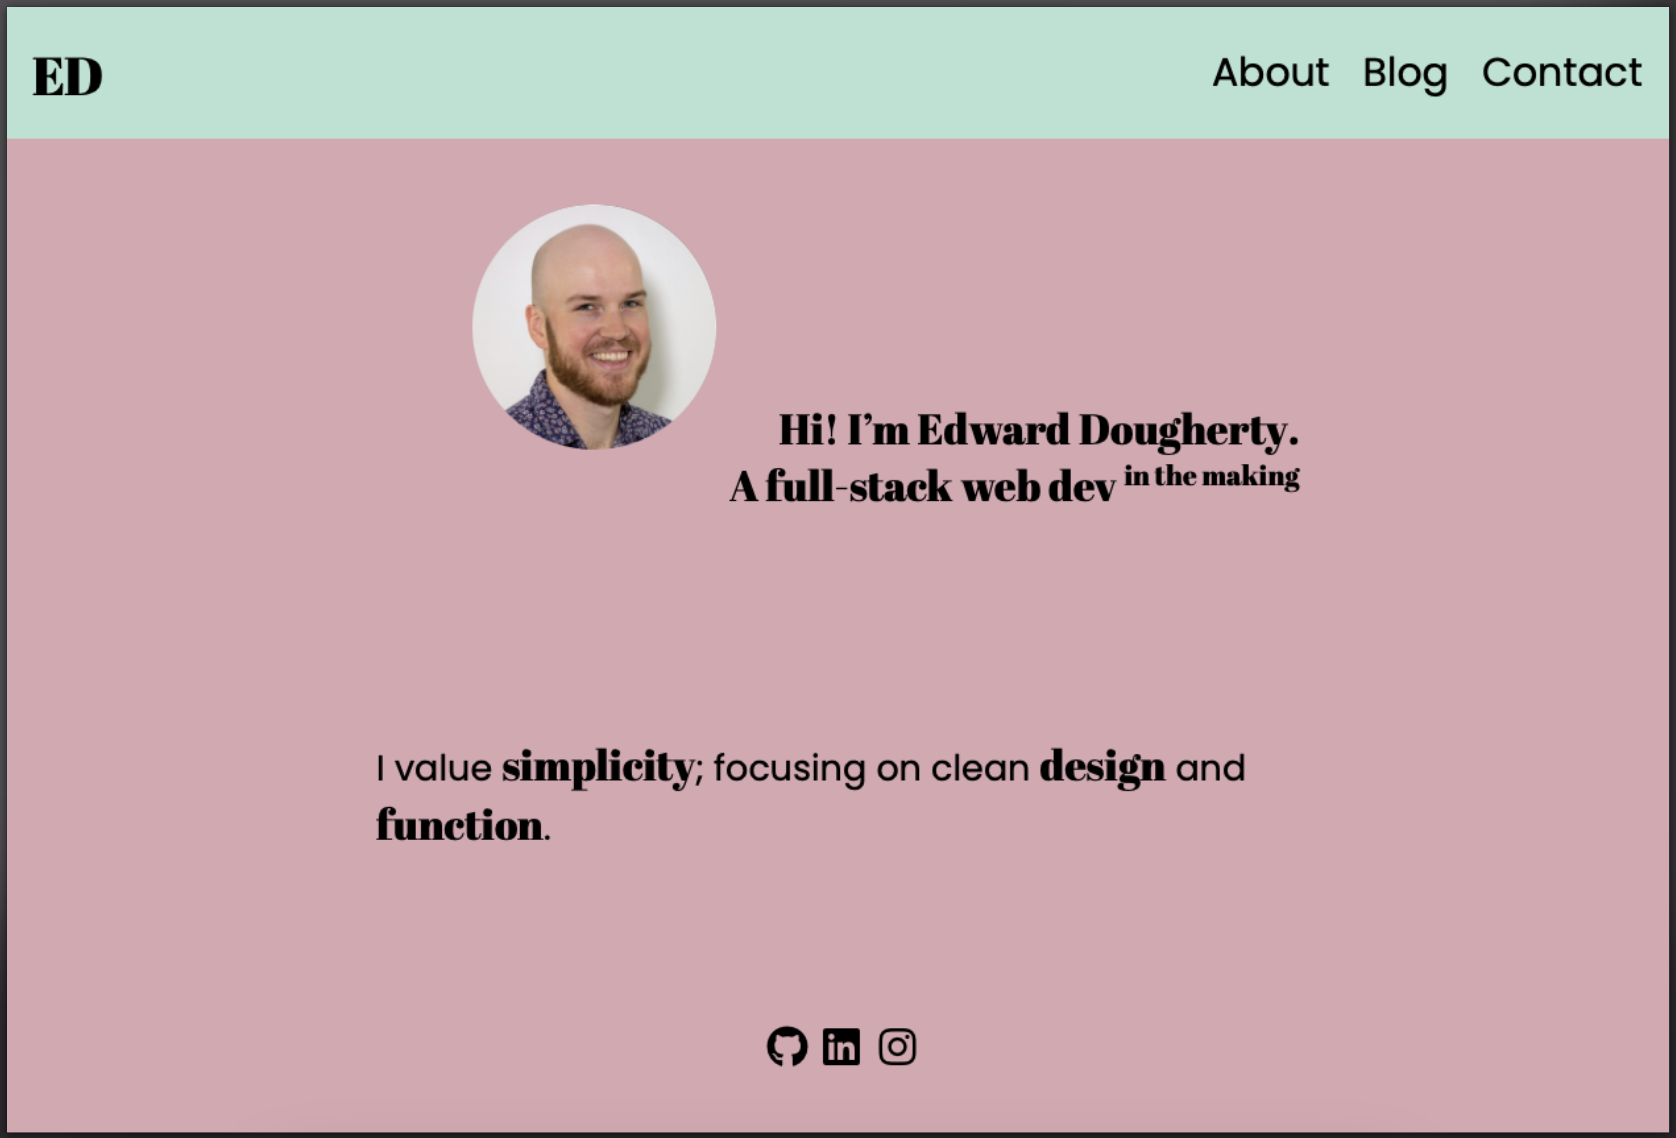 ED
About Blog Contact
Hi! I’m Edward Dougherty.
A full-stack web dev in the making
I value simplicity; focusing on clean design and
function.
in